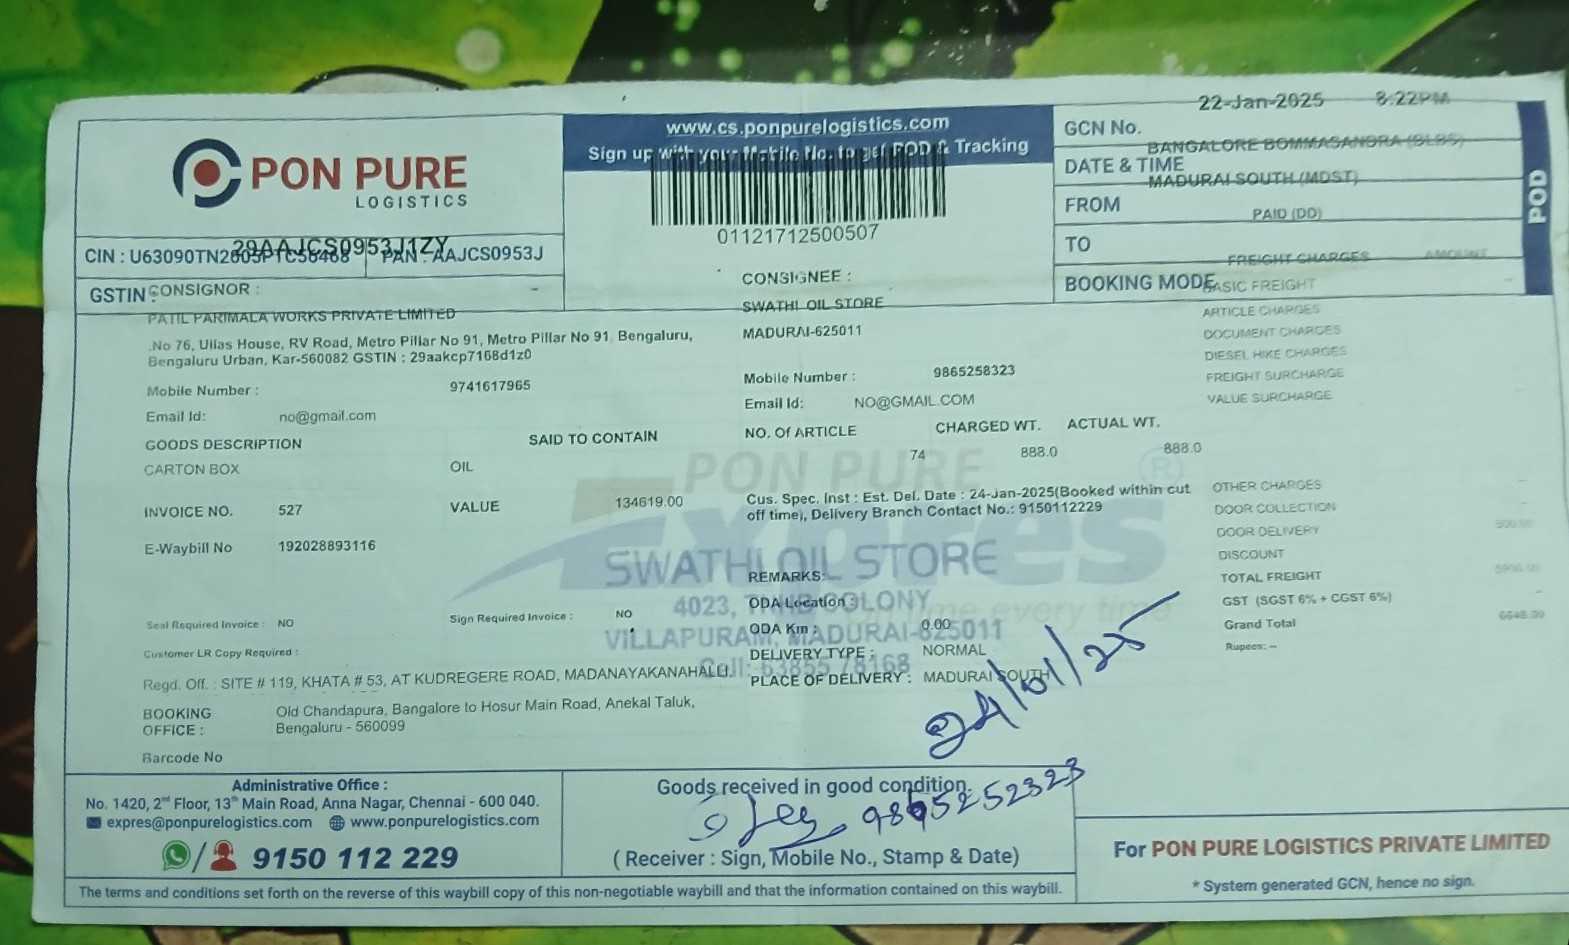 22-Jan-2025 8:22PM
PON PURE
LOGISTICS
www.cs.ponpurelogistics.com
Sign up with your Mobile No. to get POD & Tracking
01121712500507
GCN No.
BANGALORE BOMMASANDRA (BLBS)
DATE & TIME
MADURAI SOUTH (MDST)
FROM
PAID (DD)
TO
FREIGHT CHARGES AMOUNT
BOOKING MODE
POD
29AAJCS0953J1ZY
CIN : U63090TN2005PTC56468 PAN : AAJCS0953J
GSTIN :
CONSIGNOR :
PATIL PARIMALA WORKS PRIVATE LIMITED
.No 76, Ullas House, RV Road, Metro Pillar No 91, Metro Pillar No 91, Bengaluru,
Bengaluru Urban, Kar-560082 GSTIN : 29aakcp7168d1z0
Mobile Number : 9741617965
Email Id: no@gmail.com
CONSIGNEE :
SWATHI OIL STORE
MADURAI-625011
Mobile Number : 9865258323
Email Id: NO@GMAIL.COM
BASIC FREIGHT
ARTICLE CHARGES
DOCUMENT CHARGES
DIESEL HIKE CHARGES
FREIGHT SURCHARGE
VALUE SURCHARGE
GOODS DESCRIPTION SAID TO CONTAIN NO. Of ARTICLE CHARGED WT. ACTUAL WT.
CARTON BOX OIL 74 888.0 888.0
INVOICE NO. 527 VALUE 134619.00
E-Waybill No 192028893116
Cus. Spec. Inst : Est. Del. Date : 24-Jan-2025(Booked within cut
off time), Delivery Branch Contact No.: 9150112229
OTHER CHARGES
DOOR COLLECTION
DOOR DELIVERY
DISCOUNT
TOTAL FREIGHT
GST (SGST 6% + CGST 6%)
Grand Total
Rupees: --
PON PURE
Expres
SWATHI OIL STORE
4023, TNHB COLONY
VILLAPURAM, MADURAI-625011
Cell: 63855 78168
REMARKS:
ODA Location :
ODA Km : 0.00
DELIVERY TYPE : NORMAL
PLACE OF DELIVERY : MADURAI SOUTH
Seal Required Invoice : NO Sign Required Invoice : NO
Customer LR Copy Required :
Regd. Off. : SITE # 119, KHATA # 53, AT KUDREGERE ROAD, MADANAYAKANAHALLI.
BOOKING OFFICE : Old Chandapura, Bangalore to Hosur Main Road, Anekal Taluk,
Bengaluru - 560099
Barcode No
24/01/25
Administrative Office :
No. 1420, 2nd Floor, 13th Main Road, Anna Nagar, Chennai - 600 040.
expres@ponpurelogistics.com www.ponpurelogistics.com
9150 112 229
Goods received in good condition.
9865252323
( Receiver : Sign, Mobile No., Stamp & Date)
For PON PURE LOGISTICS PRIVATE LIMITED
* System generated GCN, hence no sign.
The terms and conditions set forth on the reverse of this waybill copy of this non-negotiable waybill and that the information contained on this waybill.